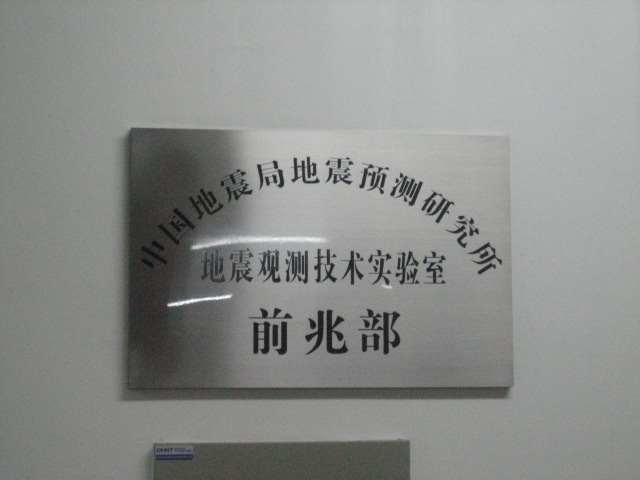 中国地震局地震预测研究所
地震观测技术实验室
前兆部